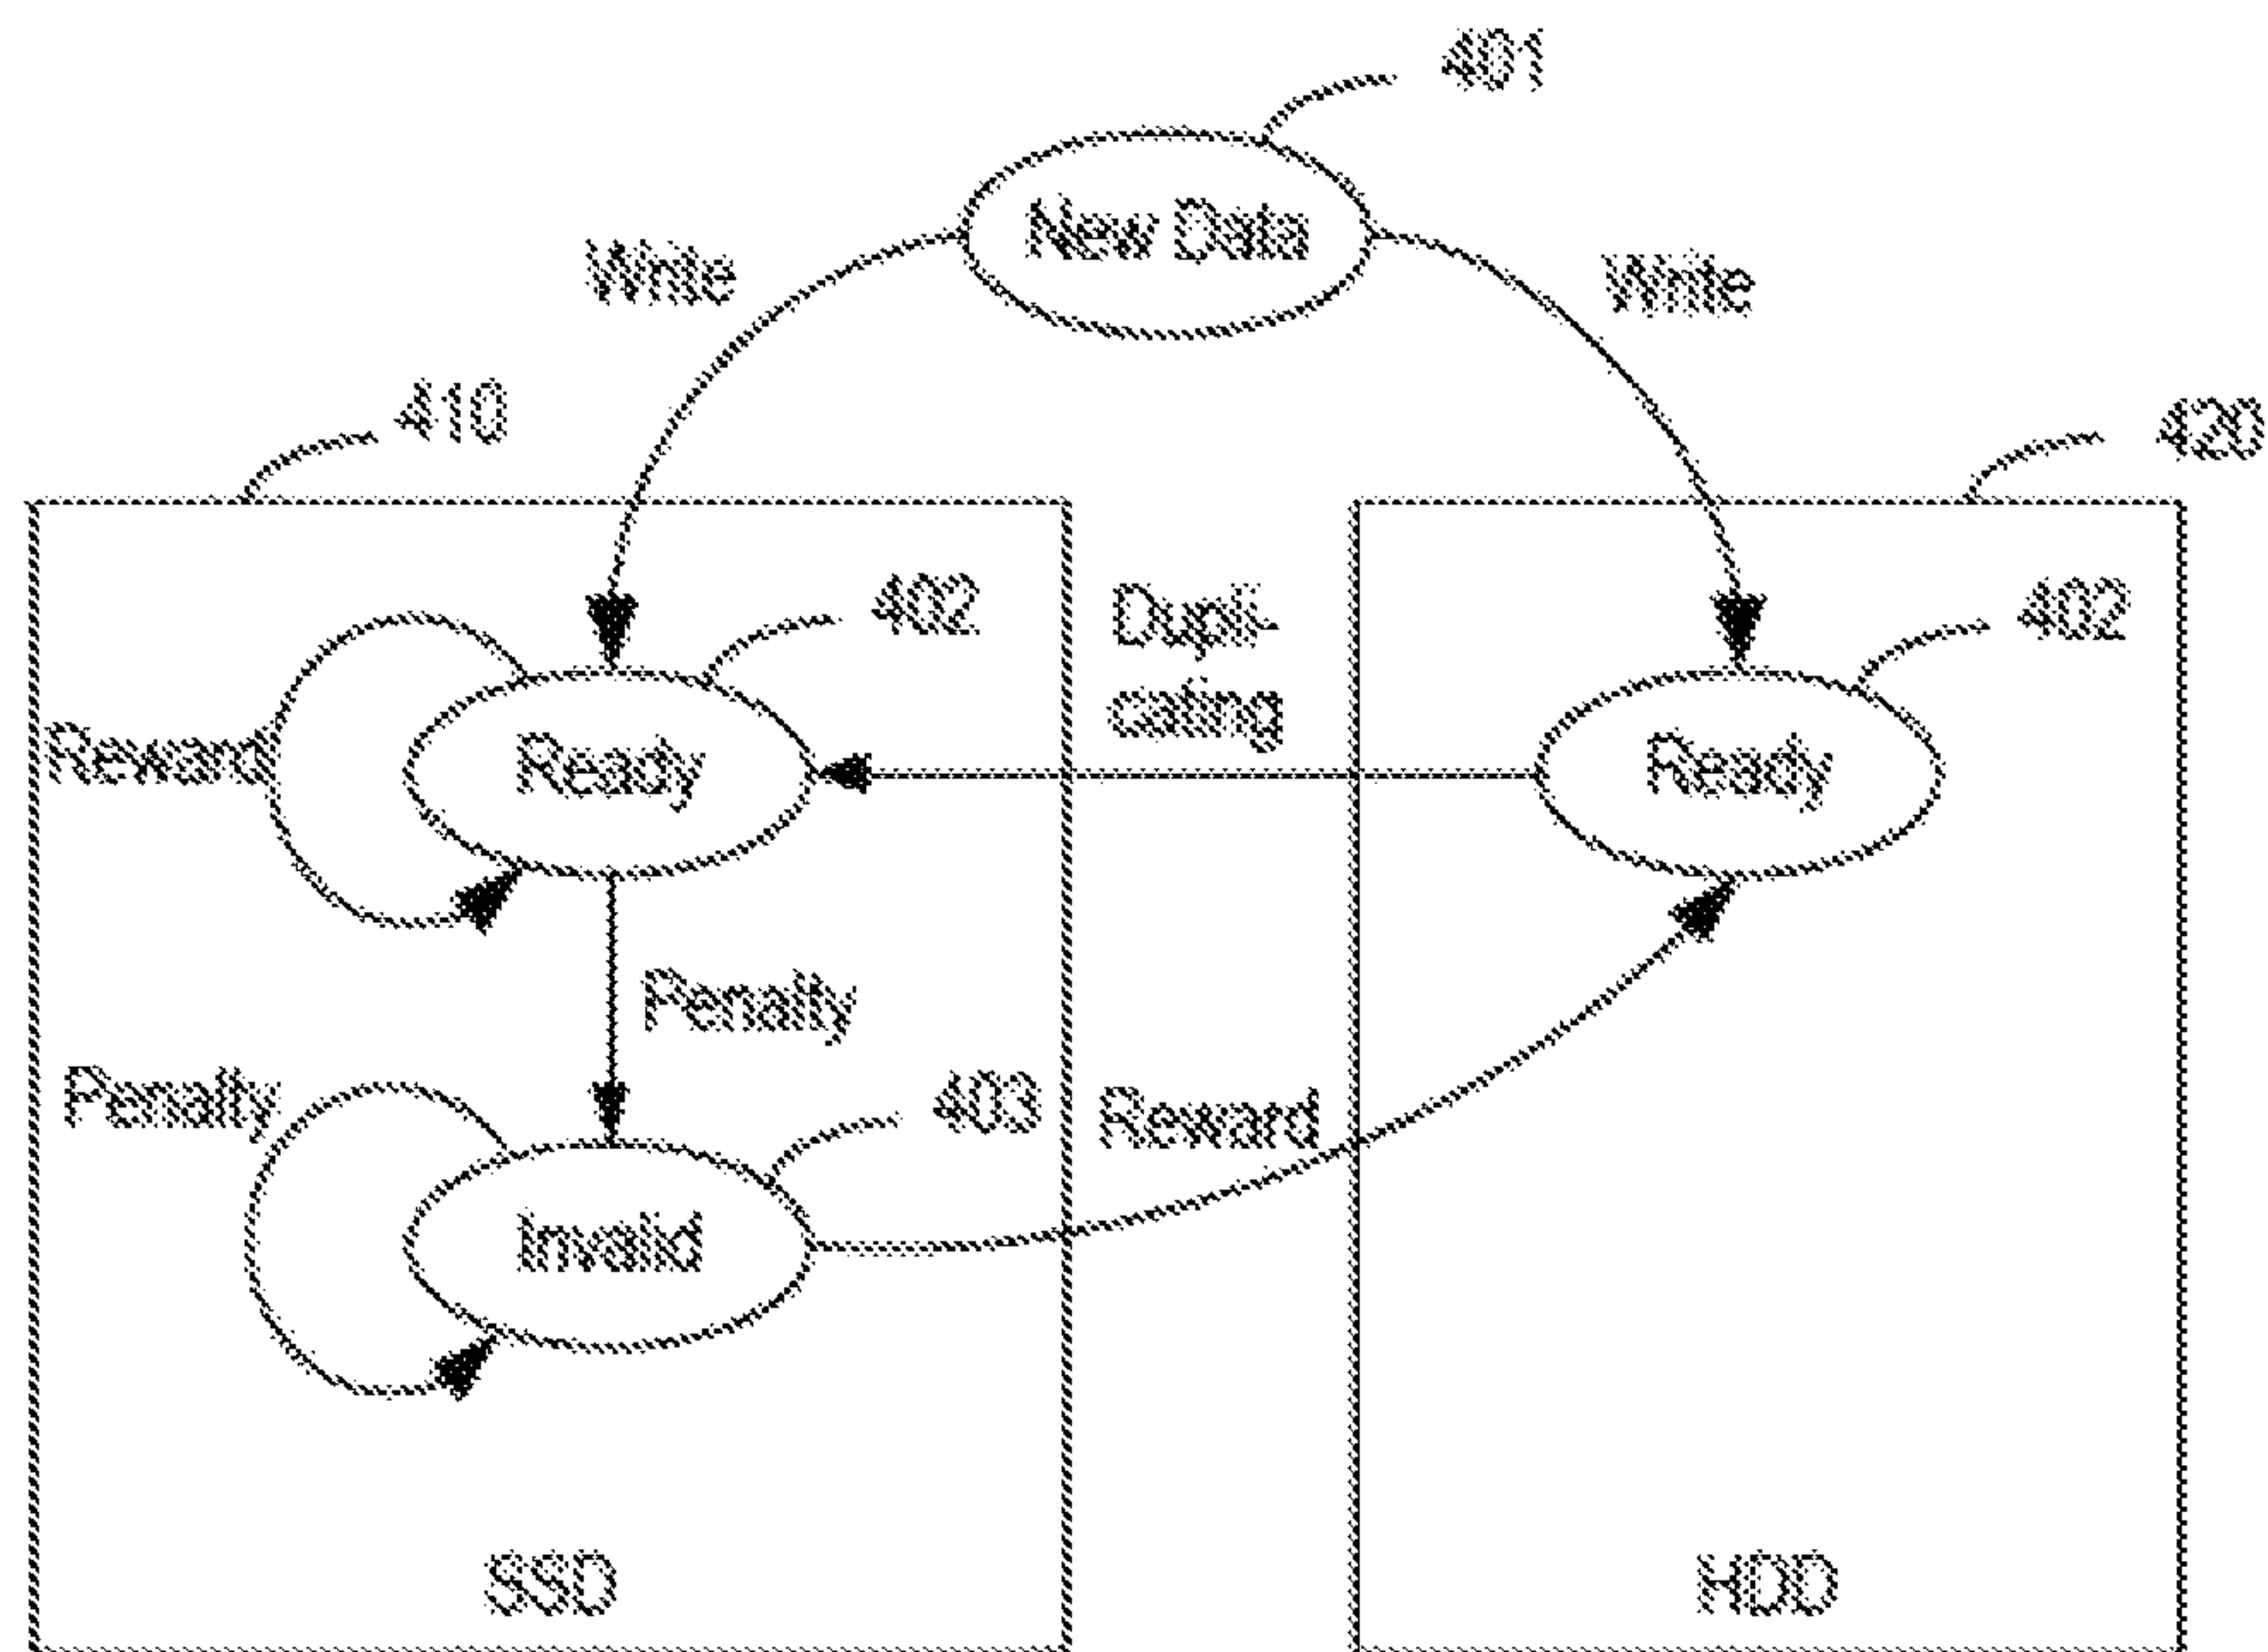 401
New Data
Write
Write
410
420
402
Dupli-
cating
402
Reward
Ready
Ready
Penalty
Penalty
403
Reward
Invalid
SSD
HDD